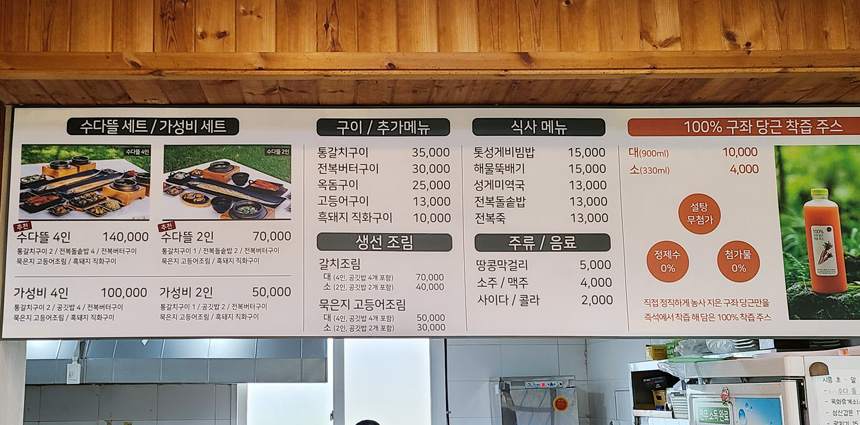 수다뜰 세트 / 가성비 세트
수다뜰 4인
수다뜰 2인
추천
수다뜰 4인 140,000
통갈치구이 2 / 전복돌솥밥 4 / 전복버터구이
묵은지 고등어조림 / 흑돼지 직화구이
추천
수다뜰 2인 70,000
통갈치구이 1 / 전복돌솥밥 2 / 전복버터구이
묵은지 고등어조림 / 흑돼지 직화구이
가성비 4인 100,000
통갈치구이 2 / 공깃밥 4 / 전복버터구이
묵은지 고등어조림 / 흑돼지 직화구이
가성비 2인 50,000
통갈치구이 1 / 공깃밥 2 / 전복버터구이
묵은지 고등어조림 / 흑돼지 직화구이
구이 / 추가메뉴
통갈치구이 35,000
전복버터구이 30,000
옥돔구이 25,000
고등어구이 13,000
흑돼지 직화구이 10,000
생선 조림
갈치조림
대 (4인, 공깃밥 4개 포함) 70,000
소 (2인, 공깃밥 2개 포함) 40,000
묵은지 고등어조림
대 (4인, 공깃밥 4개 포함) 50,000
소 (2인, 공깃밥 2개 포함) 30,000
식사 메뉴
톳성게비빔밥 15,000
해물뚝배기 15,000
성게미역국 13,000
전복돌솥밥 13,000
전복죽 13,000
주류 / 음료
땅콩막걸리 5,000
소주 / 맥주 4,000
사이다 / 콜라 2,000
100% 구좌 당근 착즙 주스
대(900ml) 10,000
소(330ml) 4,000
설탕
무첨가
정제수
0%
첨가물
0%
직접 정직하게 농사 지은 구좌 당근만을
즉석에서 착즙 해 담은 100% 착즙 주스
100%